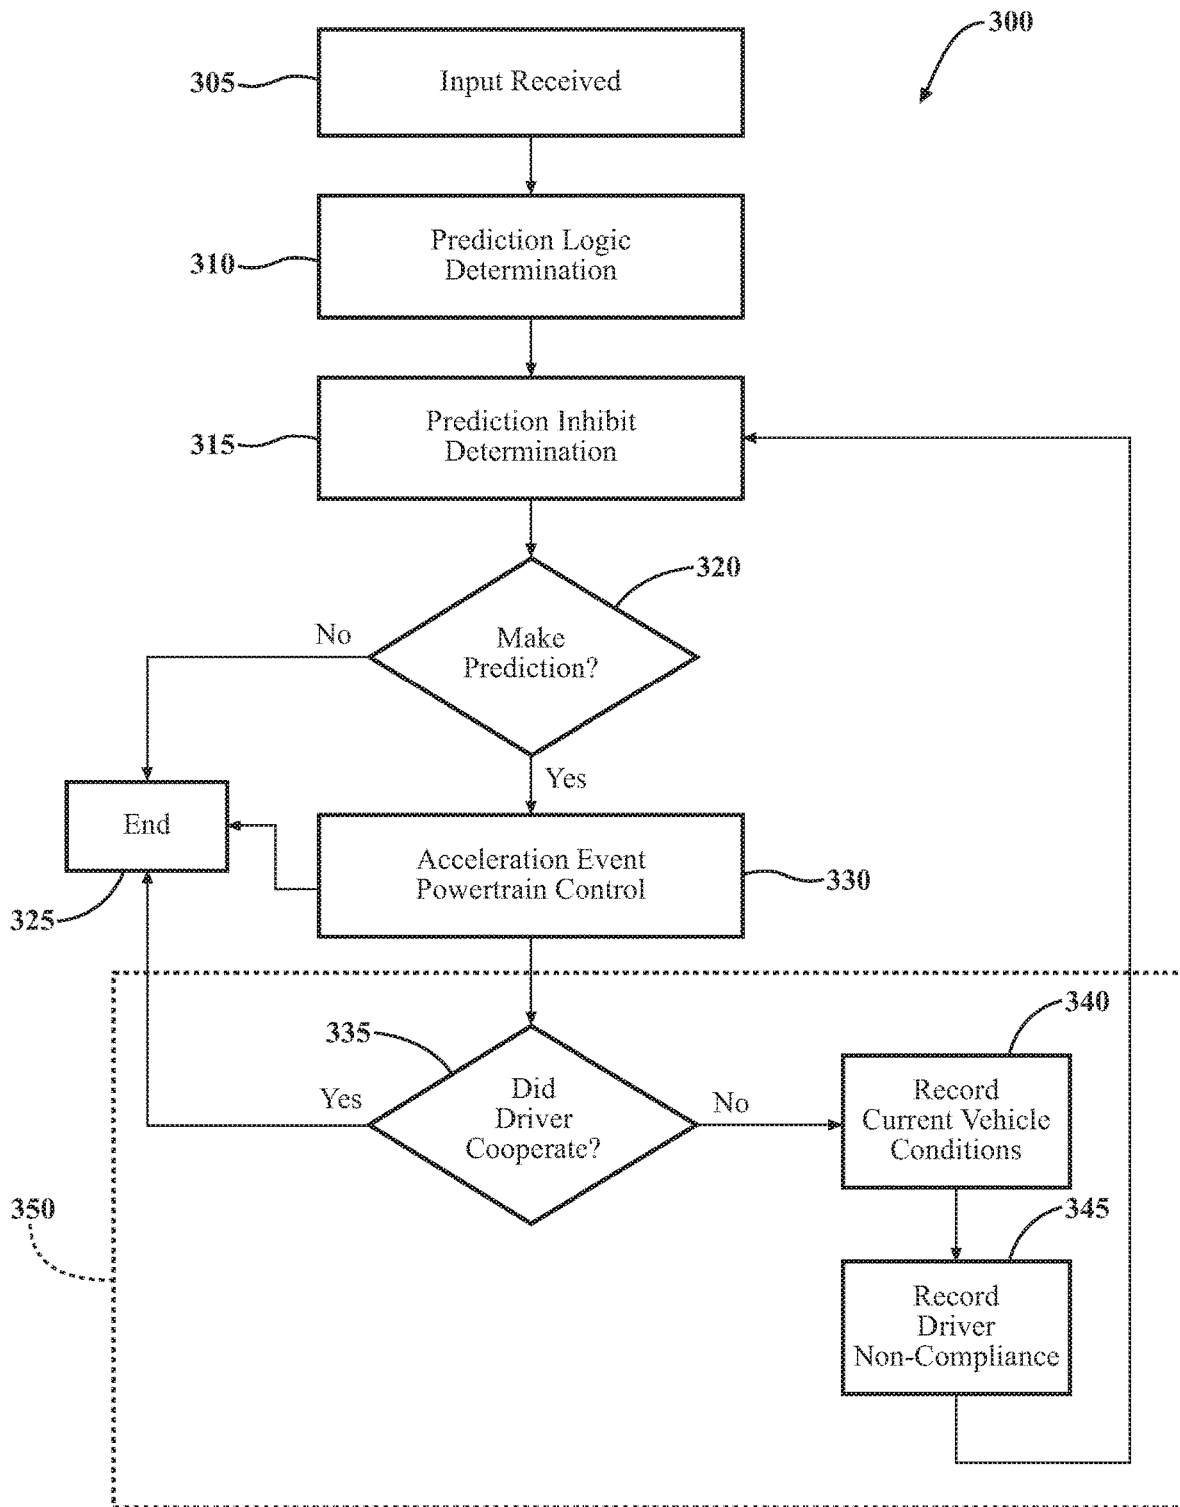 300
305
Input Received
310
Prediction Logic
Determination
315
Prediction Inhibit
Determination
320
Make
Prediction?
No
Yes
End
325
Acceleration Event
Powertrain Control
330
335
Did
Driver
Cooperate?
Yes
No
340
Record
Current Vehicle
Conditions
350
345
Record
Driver
Non-Compliance